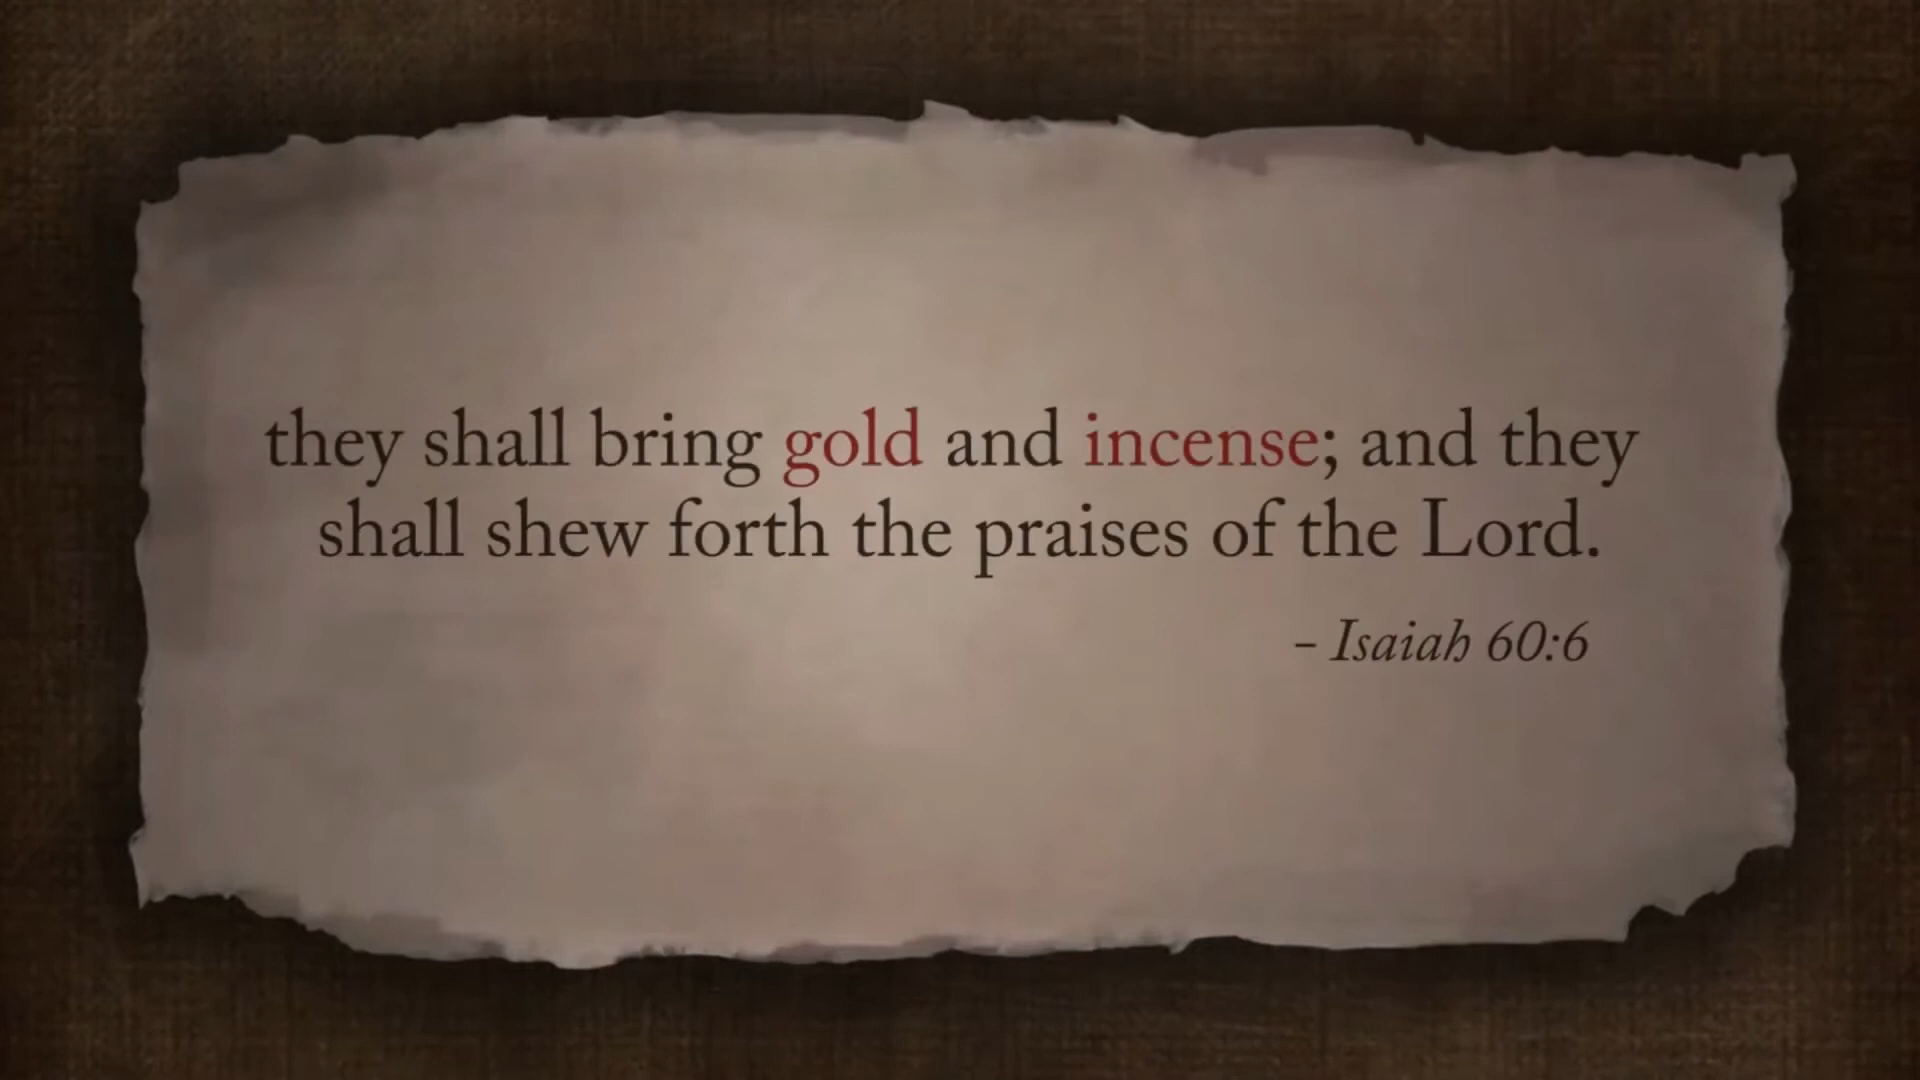 they shall bring gold and incense; and they
shall shew forth the praises of the Lord.
– Isaiah 60:6